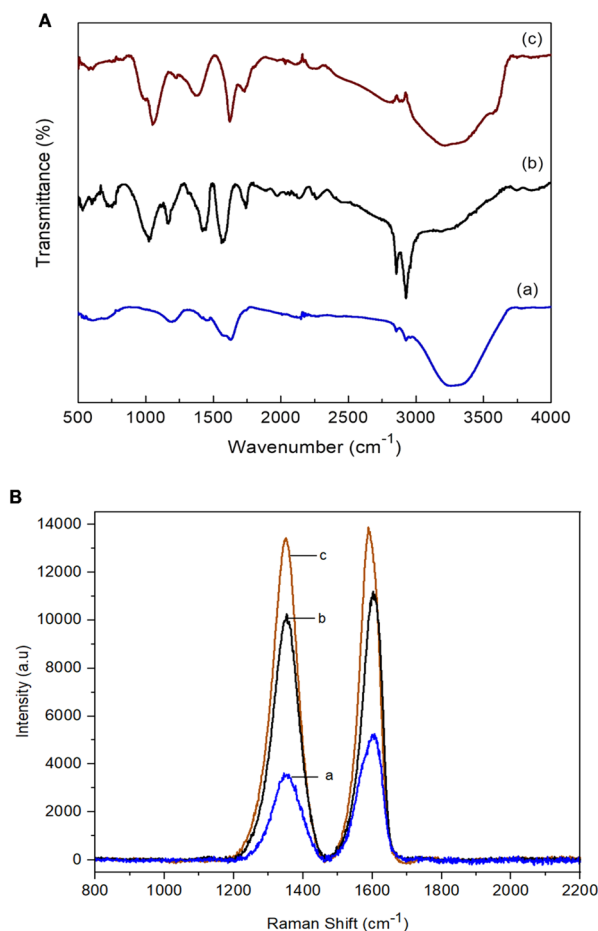 A
(c)
(b)
(a)
Transmittance (%)
500 1000 1500 2000 2500 3000 3500 4000
Wavenumber (cm⁻¹)
B
14000
12000
10000
8000
6000
4000
2000
0
c
b
a
Intensity (a.u)
800 1000 1200 1400 1600 1800 2000 2200
Raman Shift (cm⁻¹)